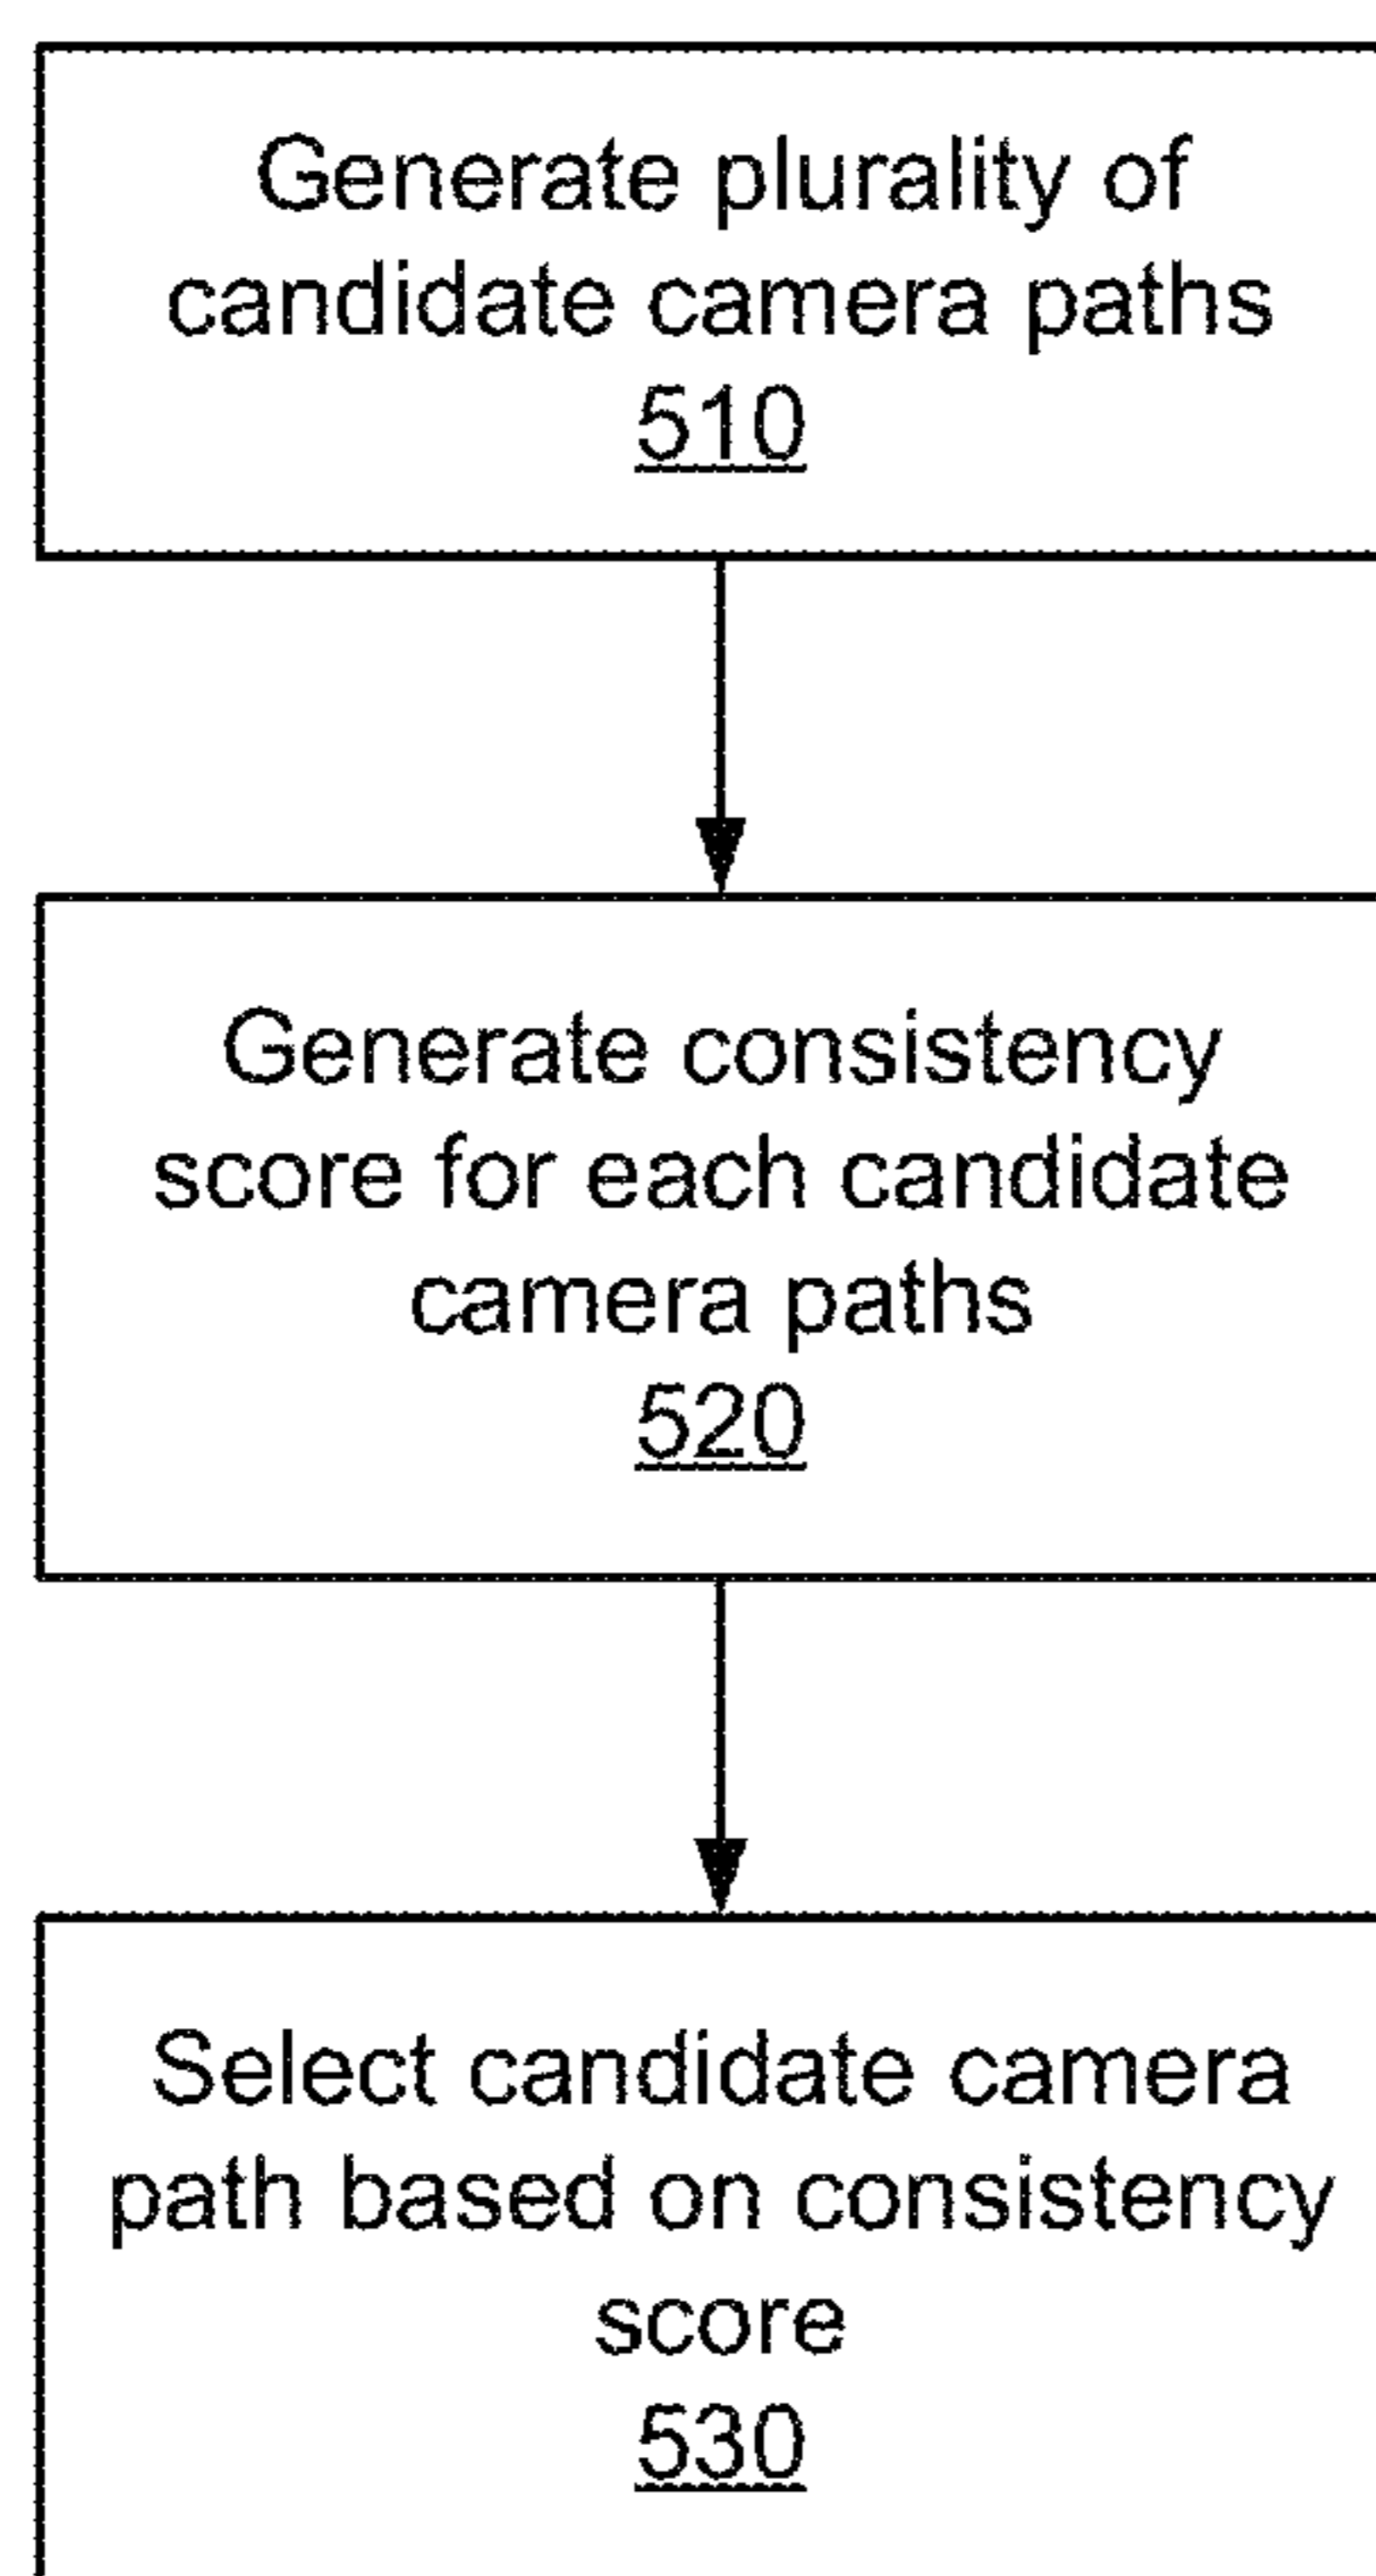 Generate plurality of
candidate camera paths
510
Generate consistency
score for each candidate
camera paths
520
Select candidate camera
path based on consistency
score
530